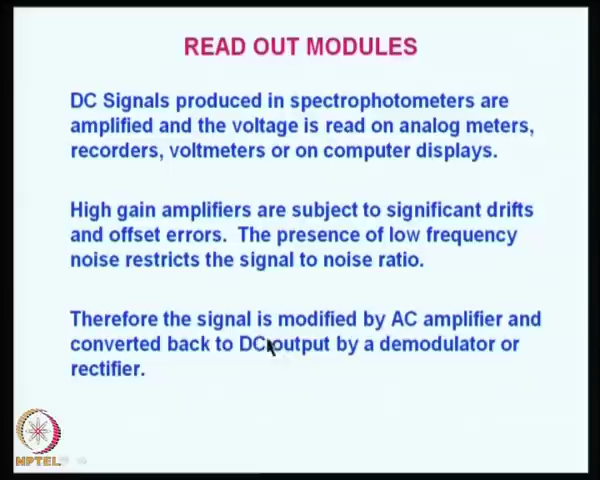 READ OUT MODULES
DC Signals produced in spectrophotometers are
amplified and the voltage is read on analog meters,
recorders, voltmeters or on computer displays.
High gain amplifiers are subject to significant drifts
and offset errors. The presence of low frequency
noise restricts the signal to noise ratio.
Therefore the signal is modified by AC amplifier and
converted back to DC output by a demodulator or
rectifier.
NPTEL